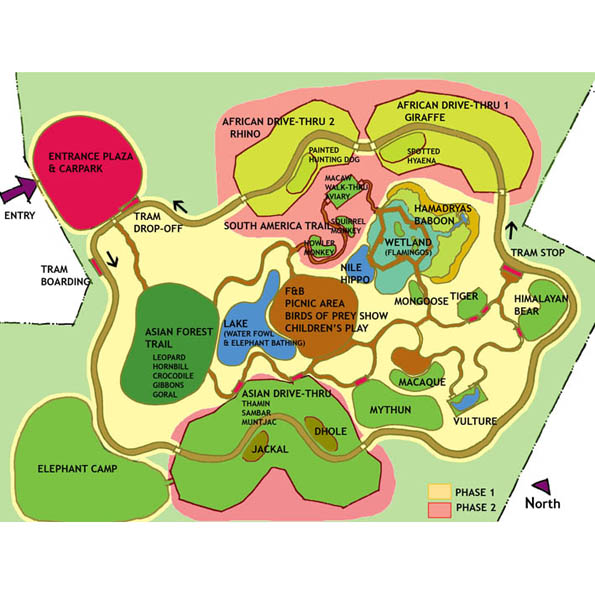 AFRICAN DRIVE-THRU 1
GIRAFFE
AFRICAN DRIVE-THRU 2
RHINO
PAINTED
HUNTING DOG
SPOTTED
HYAENA
ENTRANCE PLAZA
& CARPARK
MACAW
WALK-THRU
AVIARY
ENTRY
TRAM
DROP-OFF
SOUTH AMERICA TRAIL
SQUIRREL
MONKEY
HOWLER
MONKEY
HAMADRYAS
BABOON
WETLAND
(FLAMINGOS)
TRAM STOP
TRAM
BOARDING
NILE
HIPPO
F&B
PICNIC AREA
BIRDS OF PREY SHOW
CHILDREN'S PLAY
MONGOOSE
TIGER
HIMALAYAN
BEAR
LAKE
(WATER FOWL
& ELEPHANT BATHING)
ASIAN FOREST
TRAIL
LEOPARD
HORNBILL
CROCODILE
GIBBONS
GORAL
ASIAN DRIVE-THRU
THAMIN
SAMBAR
MUNTJAC
MACAQUE
MYTHUN
VULTURE
DHOLE
JACKAL
ELEPHANT CAMP
PHASE 1
PHASE 2
North